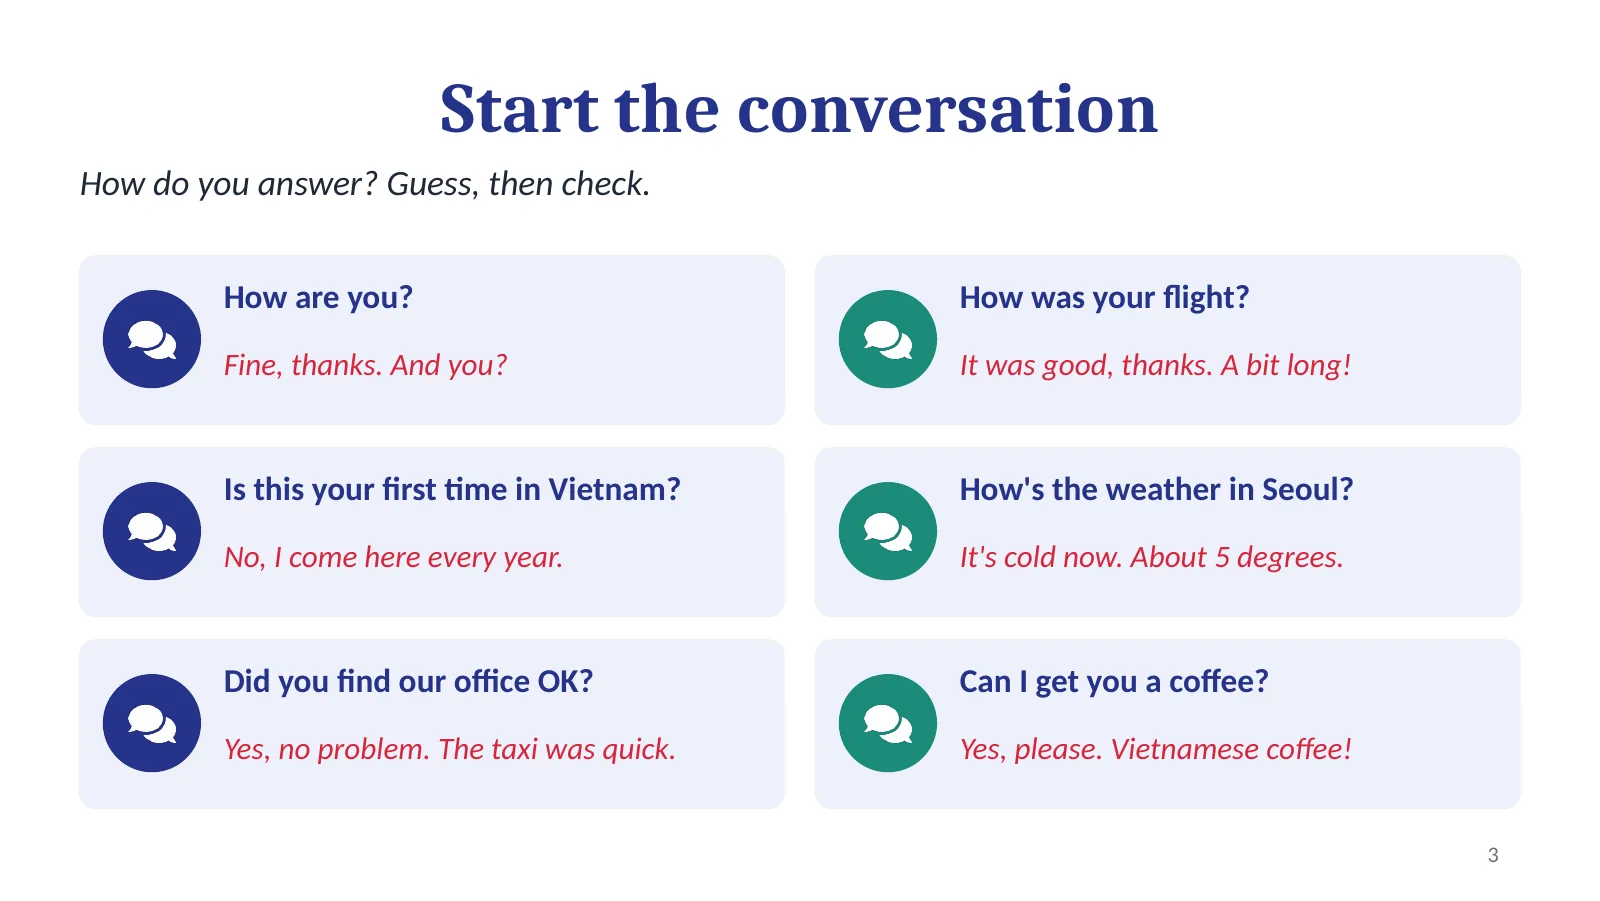 Start the conversation
How do you answer? Guess, then check.
How are you?
Fine, thanks. And you?
How was your flight?
It was good, thanks. A bit long!
Is this your first time in Vietnam?
No, I come here every year.
How's the weather in Seoul?
It's cold now. About 5 degrees.
Did you find our office OK?
Yes, no problem. The taxi was quick.
Can I get you a coffee?
Yes, please. Vietnamese coffee!
3